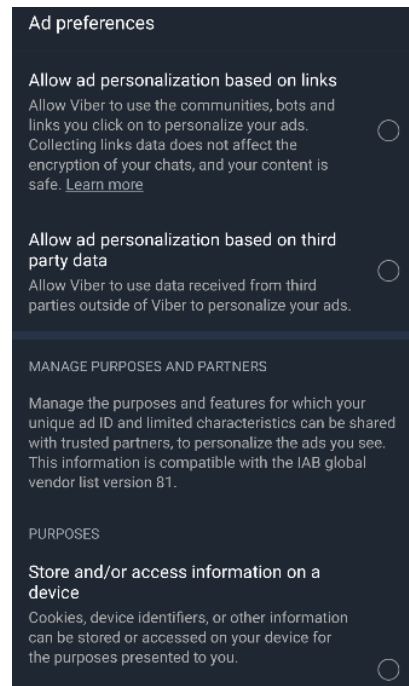 Ad preferences
Allow ad personalization based on links
Allow Viber to use the communities, bots and
links you click on to personalize your ads.
Collecting links data does not affect the
encryption of your chats, and your content is
safe. Learn more
Allow ad personalization based on third
party data
Allow Viber to use data received from third
parties outside of Viber to personalize your ads.
MANAGE PURPOSES AND PARTNERS
Manage the purposes and features for which your
unique ad ID and limited characteristics can be shared
with trusted partners, to personalize the ads you see.
This information is compatible with the IAB global
vendor list version 81.
PURPOSES
Store and/or access information on a
device
Cookies, device identifiers, or other information
can be stored or accessed on your device for
the purposes presented to you.